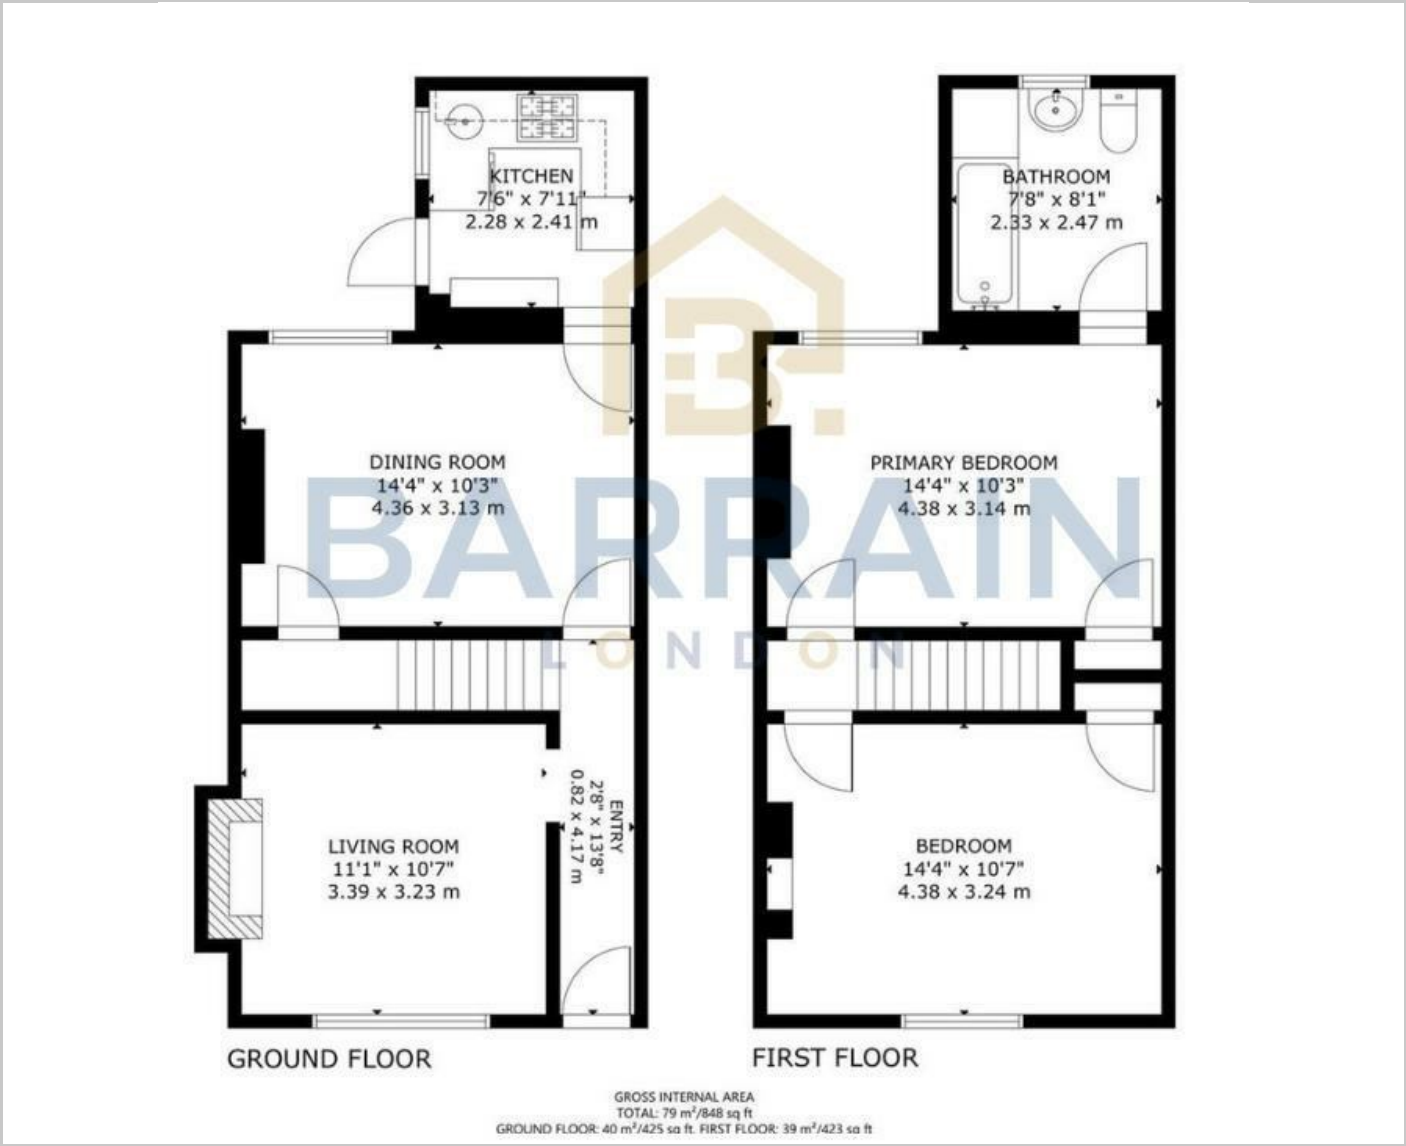 KITCHEN
7'6" x 7'11"
2.28 x 2.41 m
BATHROOM
7'8" x 8'1"
2.33 x 2.47 m
B.
DINING ROOM
14'4" x 10'3"
4.36 x 3.13 m
PRIMARY BEDROOM
14'4" x 10'3"
4.38 x 3.14 m
BARRAIN
LONDON
LIVING ROOM
11'1" x 10'7"
3.39 x 3.23 m
ENTRY
2'8" x 13'8"
0.82 x 4.17 m
BEDROOM
14'4" x 10'7"
4.38 x 3.24 m
GROUND FLOOR
FIRST FLOOR
GROSS INTERNAL AREA
TOTAL: 79 m²/848 sq ft
GROUND FLOOR: 40 m²/425 sq ft. FIRST FLOOR: 39 m²/423 sq ft